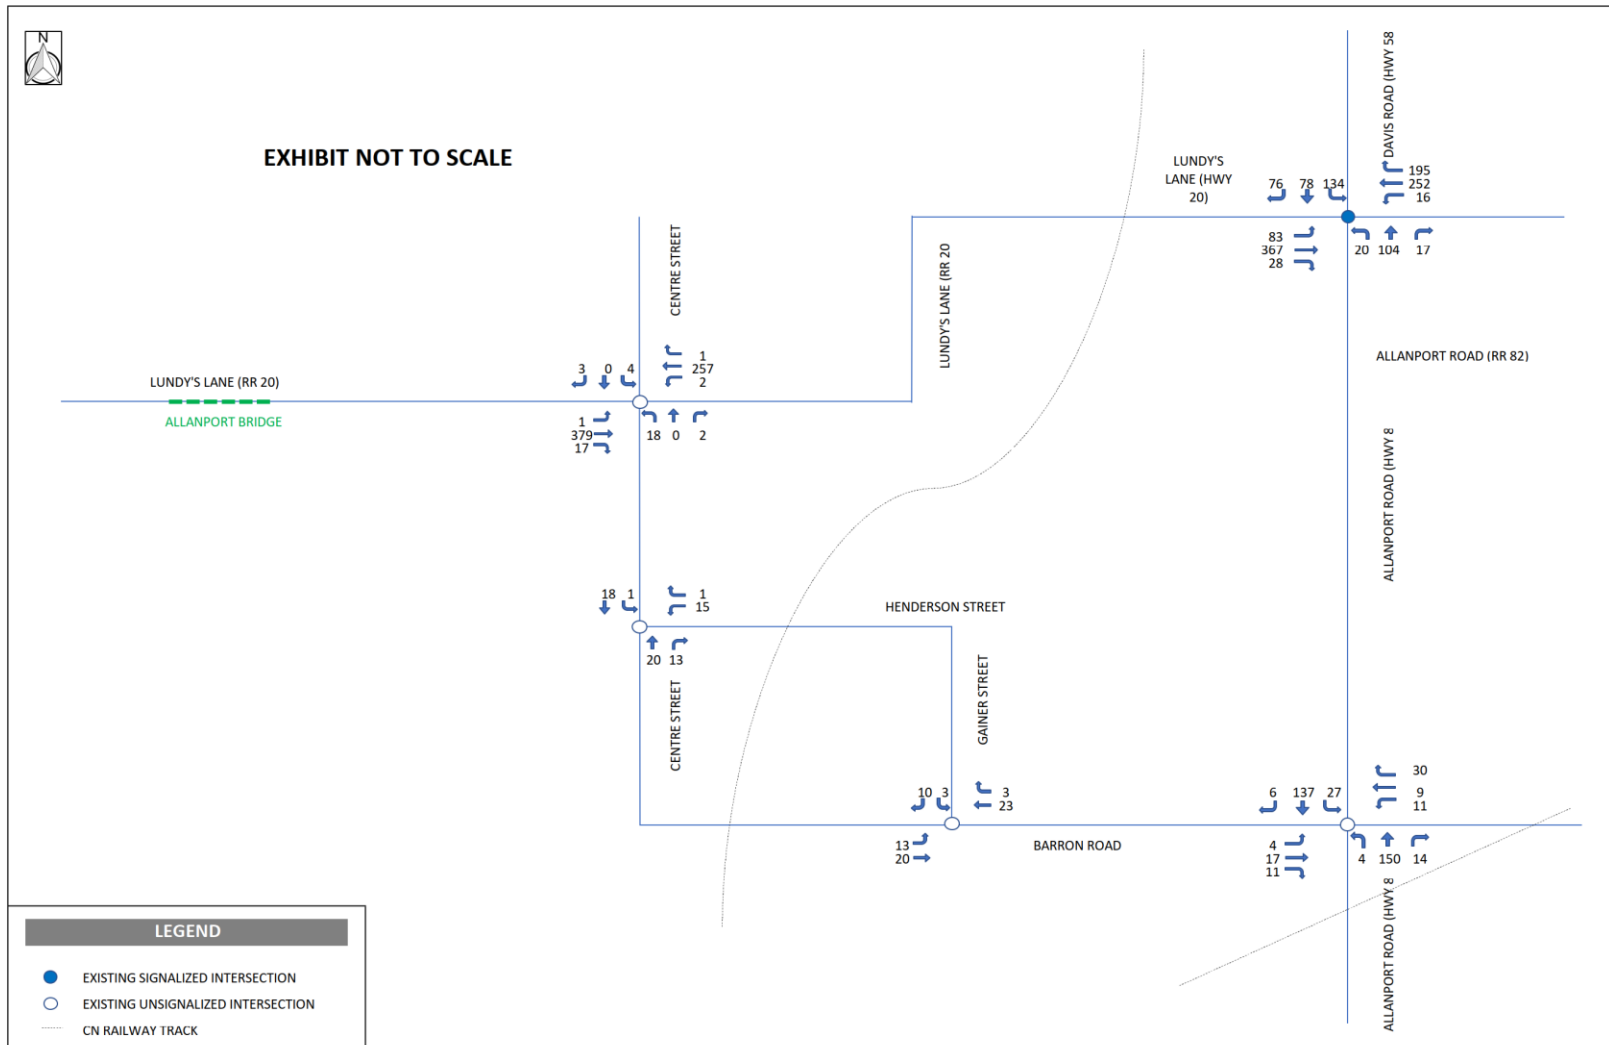 N
EXHIBIT NOT TO SCALE
DAVIS ROAD (HWY 58
LUNDY'S
LANE (HWY
20)
76 78 134
195
252
16
83
367
28
20 104 17
CENTRE STREET
LUNDY'S LANE (RR 20
ALLANPORT ROAD (RR 82)
LUNDY'S LANE (RR 20)
ALLANPORT BRIDGE
3 0 4
1
257
2
1
379
17
18 0 2
ALLANPORT ROAD (HWY 8
18 1
1
15
HENDERSON STREET
20 13
CENTRE STREET
GAINER STREET
10 3
3
23
13
20
BARRON ROAD
6 137 27
30
9
11
4
17
11
4 150 14
ALLANPORT ROAD (HWY 8
LEGEND
EXISTING SIGNALIZED INTERSECTION
EXISTING UNSIGNALIZED INTERSECTION
CN RAILWAY TRACK